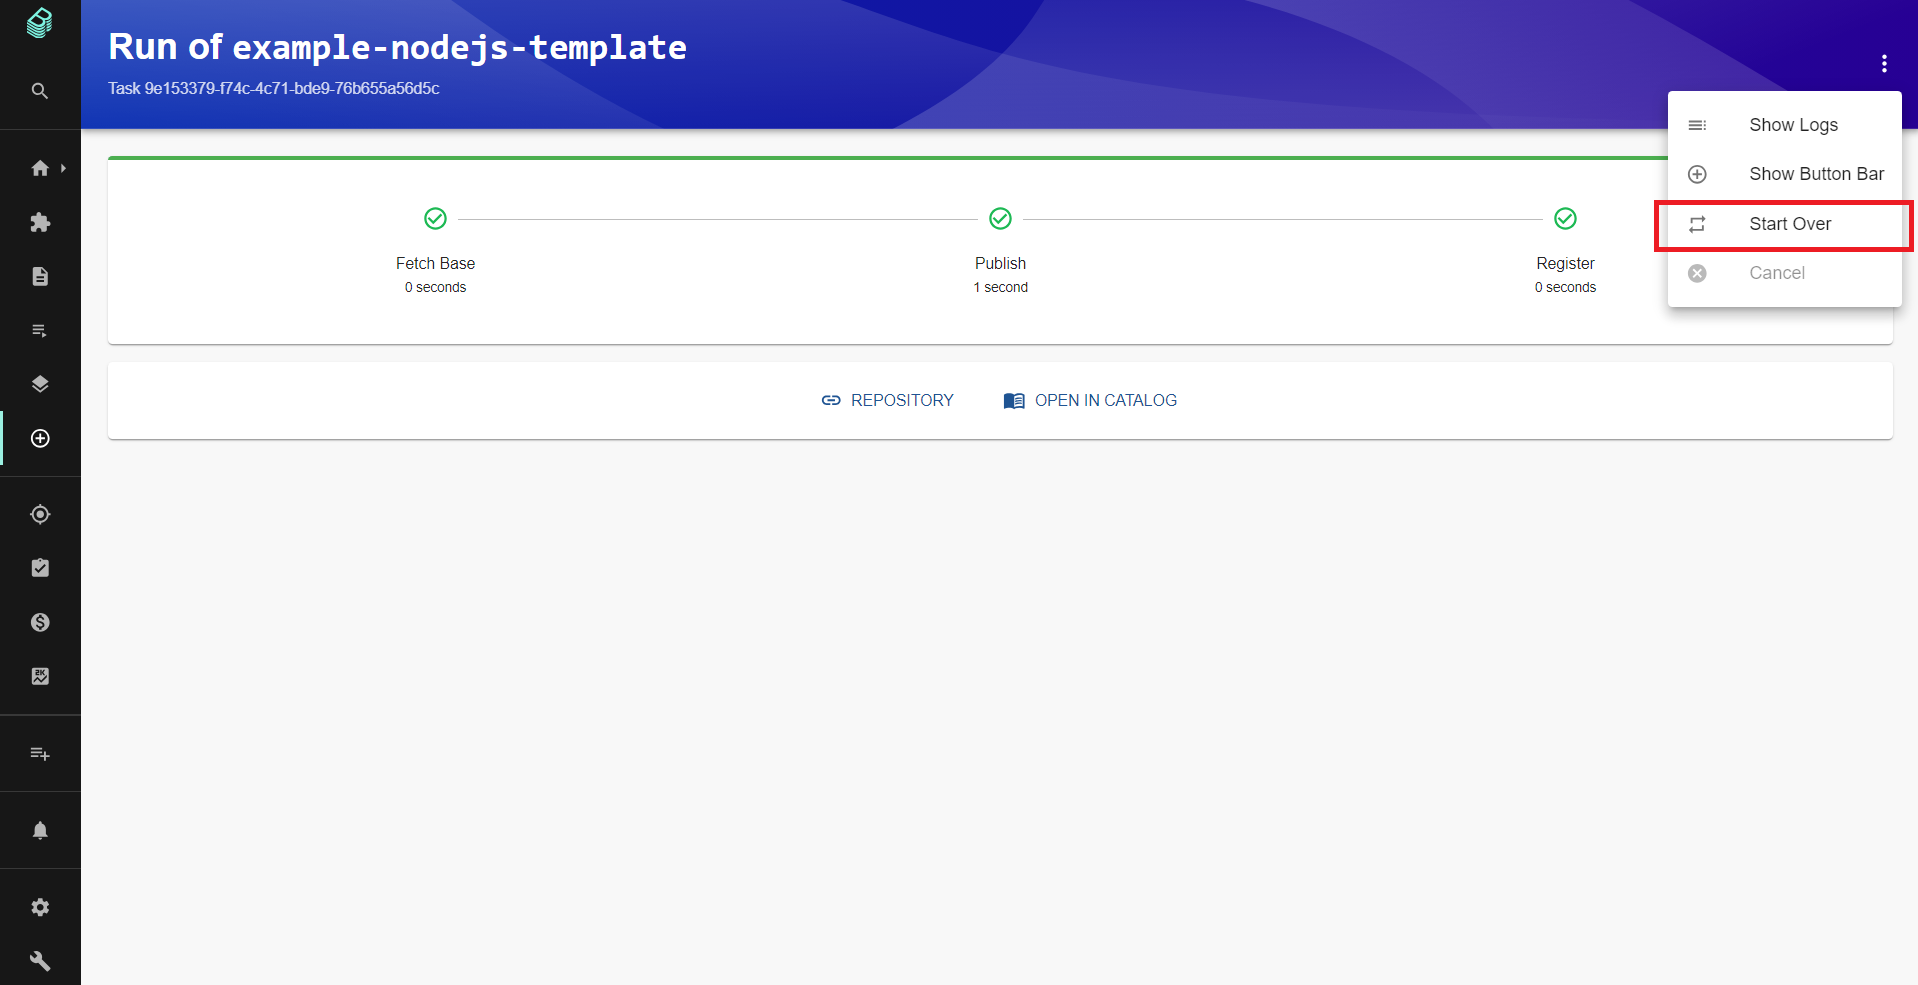 Run of example-nodejs-template
Task 9e153379-f74c-4c71-bde9-76b655a56d5c
Show Logs
Show Button Bar
Start Over
Cancel
Fetch Base
0 seconds
Publish
1 second
Register
0 seconds
REPOSITORY
OPEN IN CATALOG